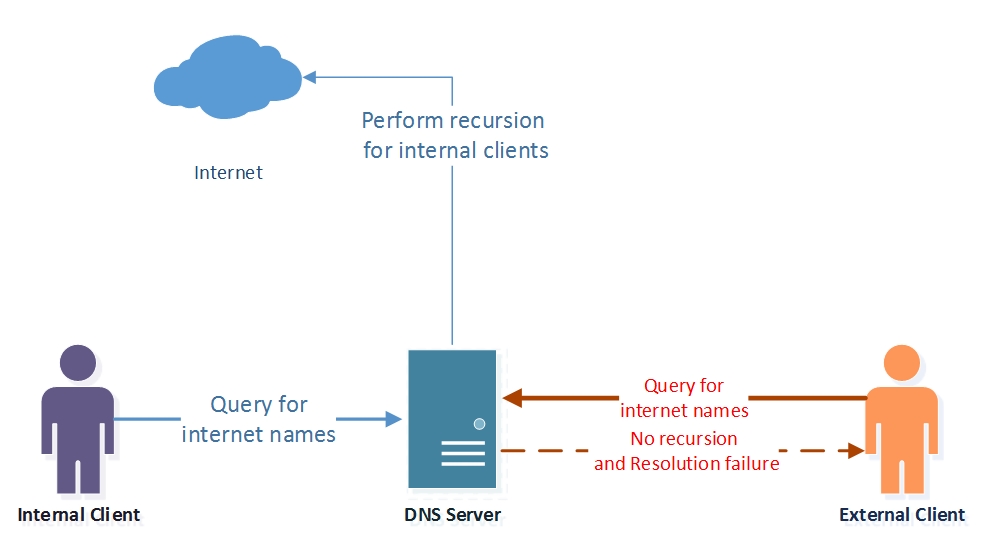 Perform recursion
for internal clients
Internet
Query for
internet names
Query for
internet names
No recursion
and Resolution failure
Internal Client
DNS Server
External Client